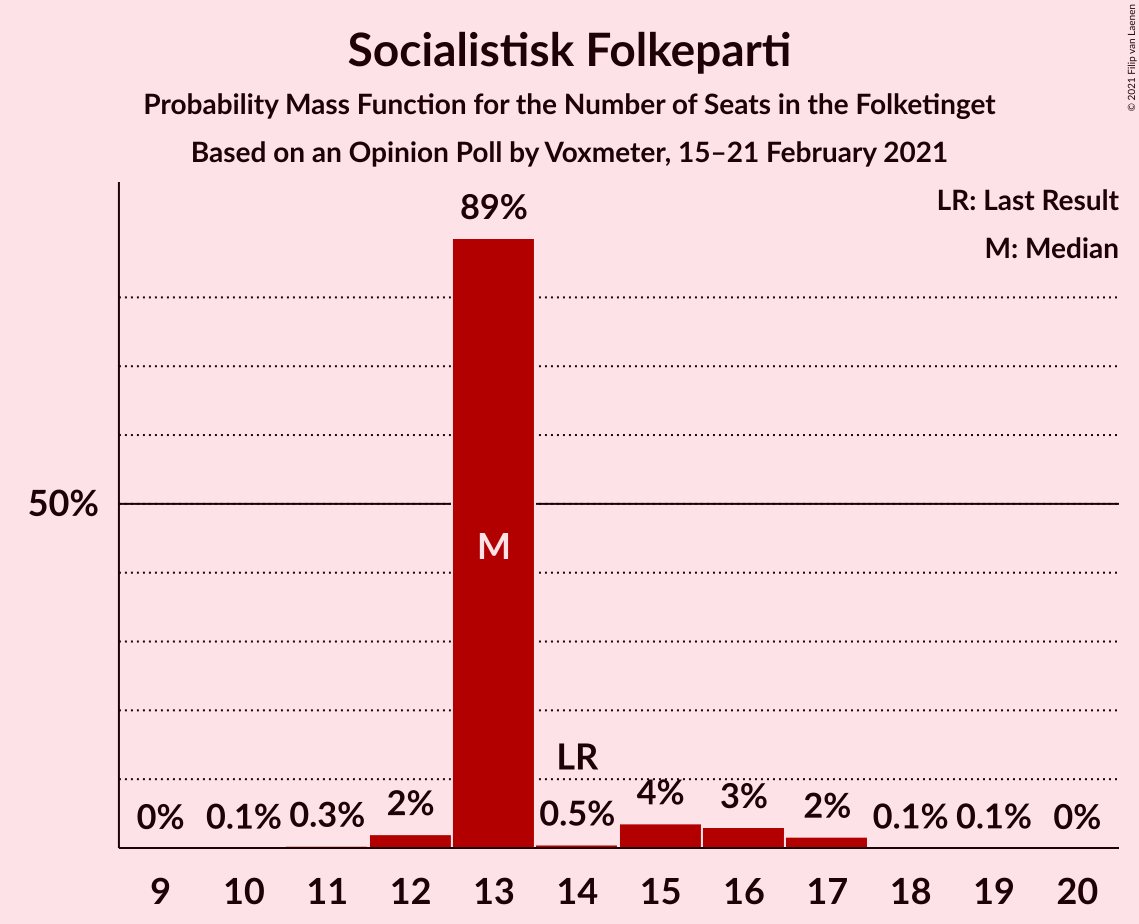 Socialistisk Folkeparti
Probability Mass Function for the Number of Seats in the Folketinget
Based on an Opinion Poll by Voxmeter, 15–21 February 2021
© 2021 Filip van Laenen
LR: Last Result
M: Median
89%
50%
M
LR
0% 0.1% 0.3% 2% 0.5% 4% 3% 2% 0.1% 0.1% 0%
9 10 11 12 13 14 15 16 17 18 19 20